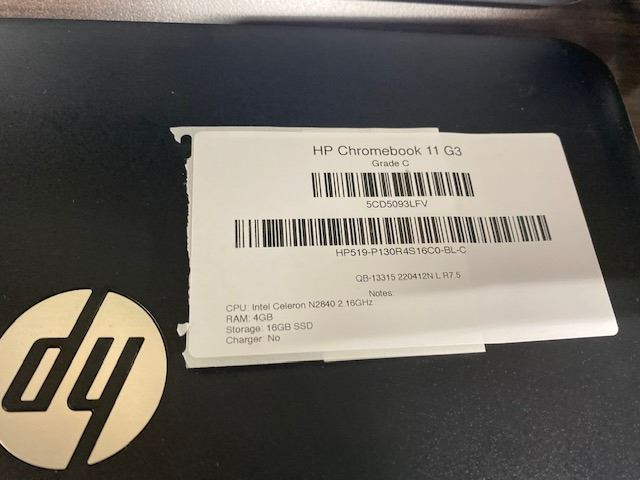 HP Chromebook 11 G3
Grade C
5CD5093LFV
HP519-P130R4S16C0-BL-C
QB-13315 220412N L R7.5
Notes:
CPU: Intel Celeron N2840 2.16GHz
RAM: 4GB
Storage: 16GB SSD
Charger: No
hp